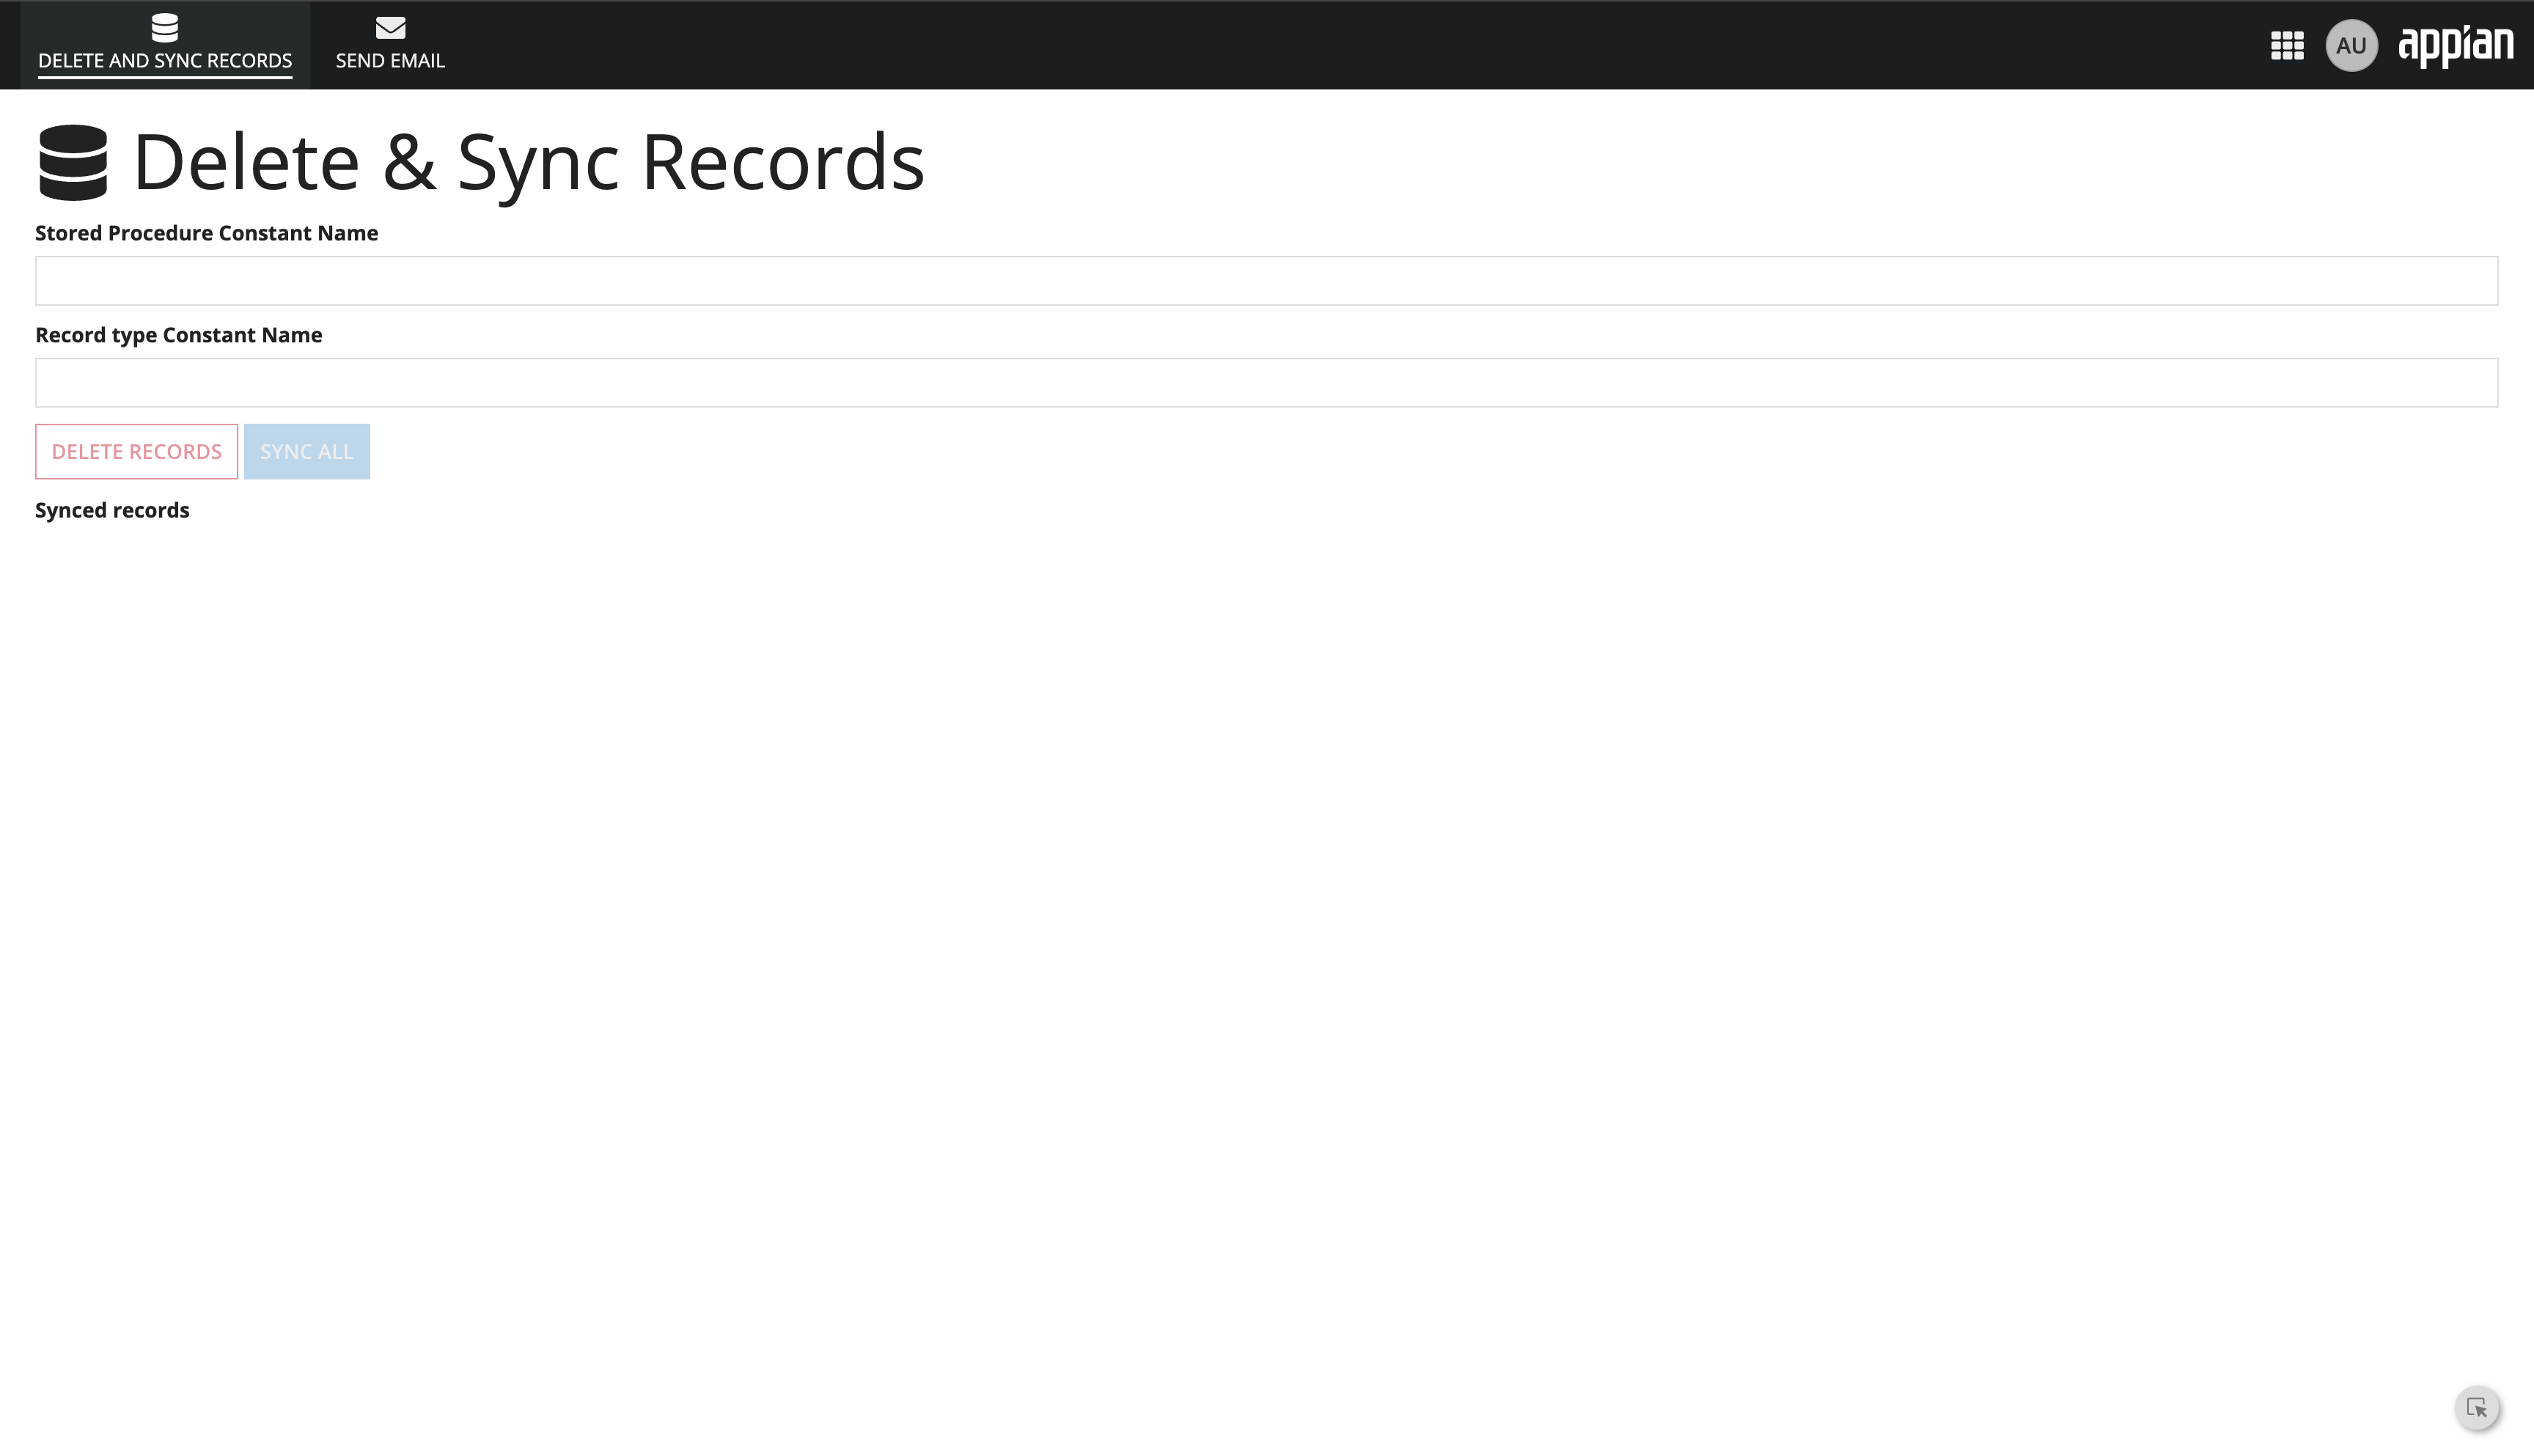 DELETE AND SYNC RECORDS
SEND EMAIL
AU
appian
Delete & Sync Records
Stored Procedure Constant Name
Record type Constant Name
DELETE RECORDS
SYNC ALL
Synced records